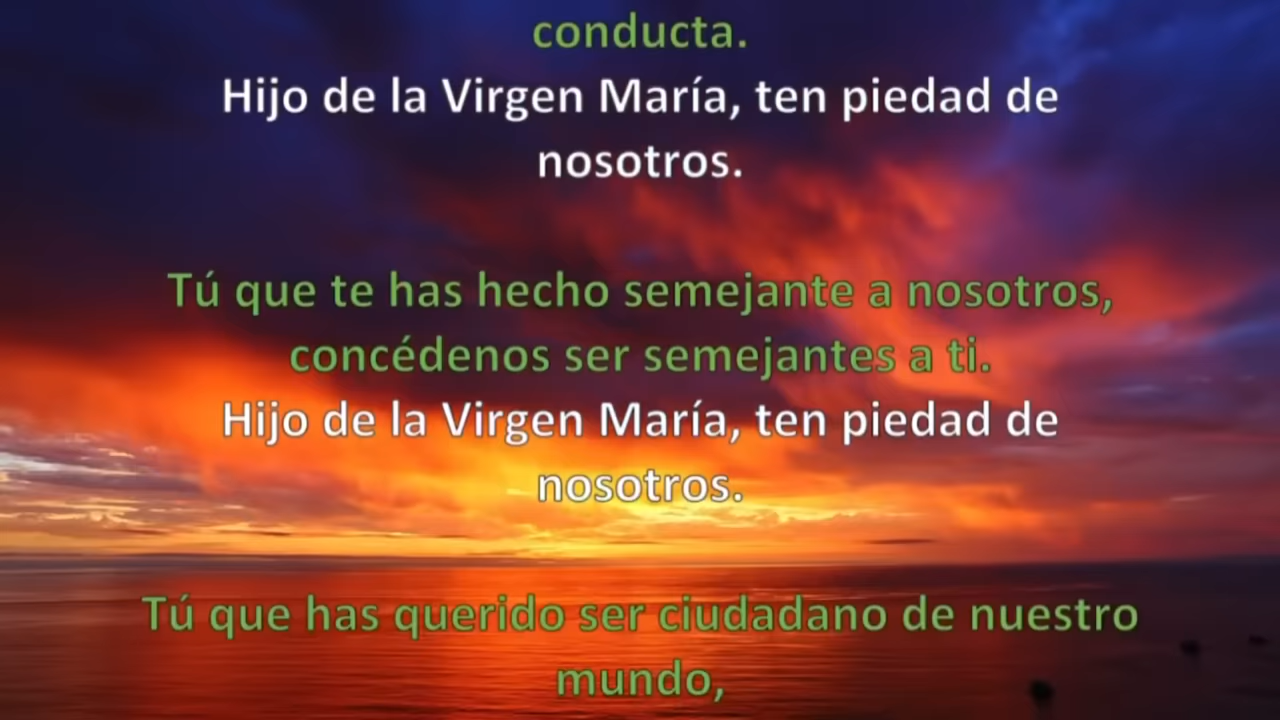 conducta.
Hijo de la Virgen María, ten piedad de
nosotros.
Tú que te has hecho semejante a nosotros,
concédenos ser semejantes a ti.
Hijo de la Virgen María, ten piedad de
nosotros.
Tú que has querido ser ciudadano de nuestro
mundo,